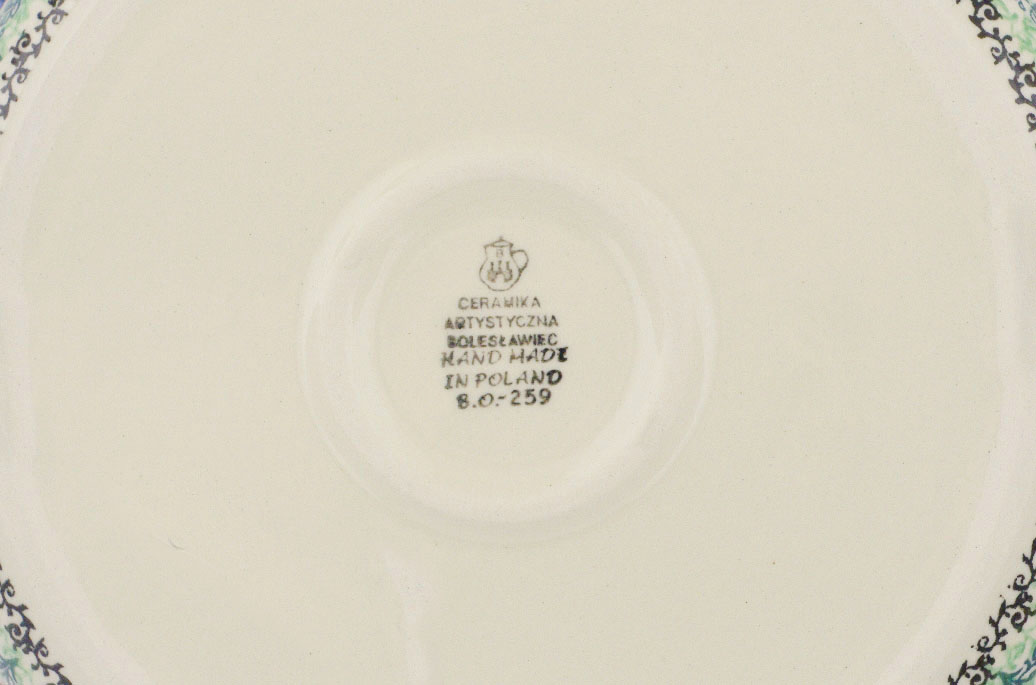 B
CERAMIKA
ARTYSTYCZNA
BOLESŁAWIEC
HAND MADE
IN POLAND
B.O.-259